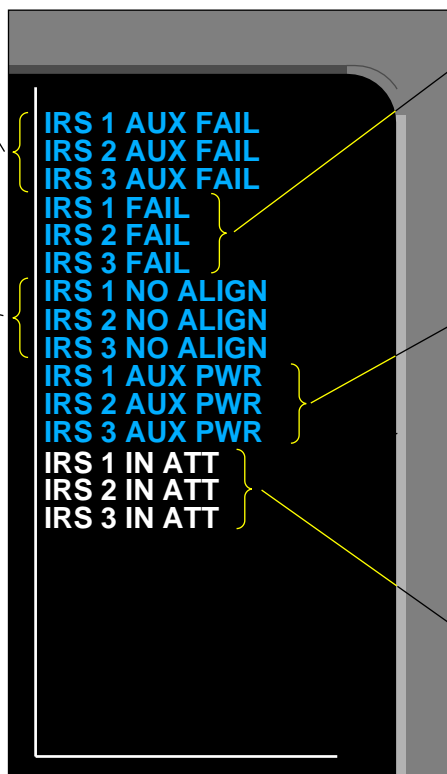 IRS 1 AUX FAIL
IRS 2 AUX FAIL
IRS 3 AUX FAIL
IRS 1 FAIL
IRS 2 FAIL
IRS 3 FAIL
IRS 1 NO ALIGN
IRS 2 NO ALIGN
IRS 3 NO ALIGN
IRS 1 AUX PWR
IRS 2 AUX PWR
IRS 3 AUX PWR
IRS 1 IN ATT
IRS 2 IN ATT
IRS 3 IN ATT